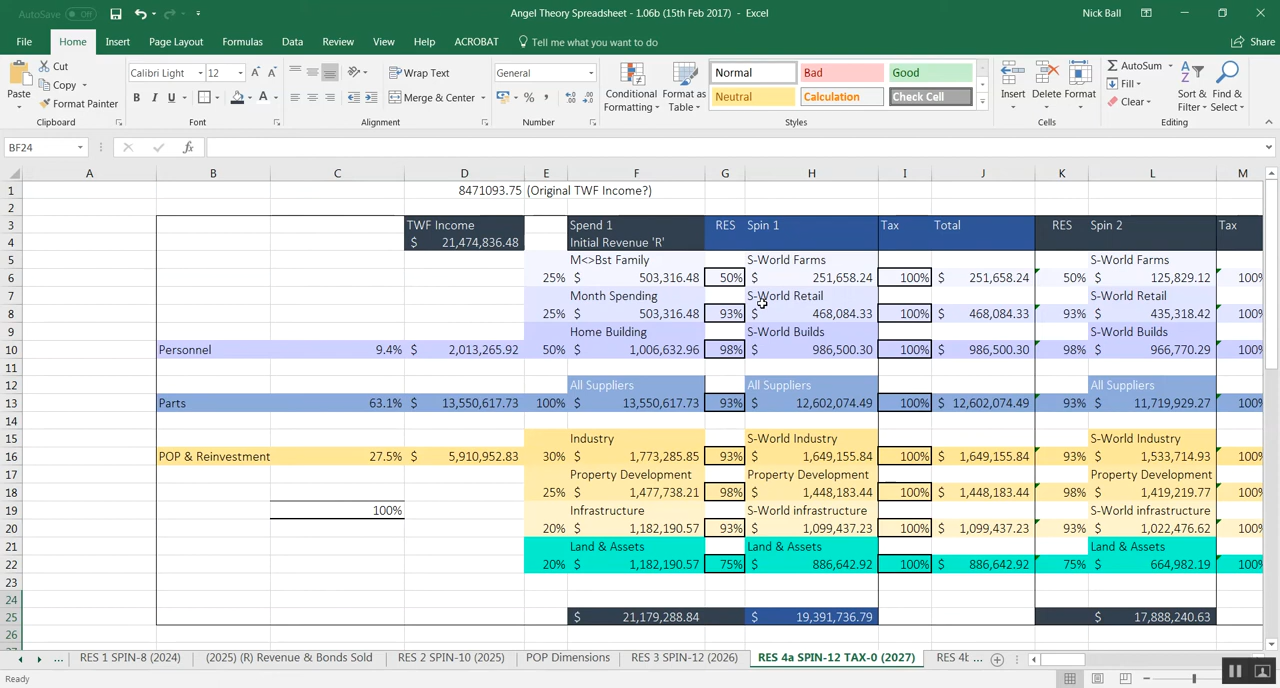 AutoSave Off Angel Theory Spreadsheet - 1.06b (15th Feb 2017) - Excel Nick Ball
File Home Insert Page Layout Formulas Data Review View Help ACROBAT Tell me what you want to do Share
Paste Cut Copy Format Painter Calibri Light 12 Wrap Text Merge & Center General Conditional Formatting Format as Table Normal Bad Good Neutral Calculation Check Cell Insert Delete Format AutoSum Fill Clear Sort & Filter Find & Select
Clipboard Font Alignment Number Styles Cells Editing
BF24 fx
A B C D E F G H I J K L M
1 8471093.75 (Original TWF Income?)
2
3 TWF Income Spend 1 RES Spin 1 Tax Total RES Spin 2 Tax
4 $ 21,474,836.48 Initial Revenue 'R'
5 M<>Bst Family S-World Farms S-World Farms
6 25% $ 503,316.48 50% $ 251,658.24 100% $ 251,658.24 50% $ 125,829.12 100%
7 Month Spending S-World Retail S-World Retail
8 25% $ 503,316.48 93% $ 468,084.33 100% $ 468,084.33 93% $ 435,318.42 100%
9 Home Building S-World Builds S-World Builds
10 Personnel 9.4% $ 2,013,265.92 50% $ 1,006,632.96 98% $ 986,500.30 100% $ 986,500.30 98% $ 966,770.29 100%
11
12 All Suppliers All Suppliers All Suppliers
13 Parts 63.1% $ 13,550,617.73 100% $ 13,550,617.73 93% $ 12,602,074.49 100% $ 12,602,074.49 93% $ 11,719,929.27 100%
14
15 Industry S-World Industry S-World Industry
16 POP & Reinvestment 27.5% $ 5,910,952.83 30% $ 1,773,285.85 93% $ 1,649,155.84 100% $ 1,649,155.84 93% $ 1,533,714.93 100%
17 Property Development Property Development Property Development
18 25% $ 1,477,738.21 98% $ 1,448,183.44 100% $ 1,448,183.44 98% $ 1,419,219.77 100%
19 100% Infrastructure S-World infrastructure S-World infrastructure
20 20% $ 1,182,190.57 93% $ 1,099,437.23 100% $ 1,099,437.23 93% $ 1,022,476.62 100%
21 Land & Assets Land & Assets Land & Assets
22 20% $ 1,182,190.57 75% $ 886,642.92 100% $ 886,642.92 75% $ 664,982.19 100%
23
24
25 $ 21,179,288.84 $ 19,391,736.79 $ 17,888,240.63
26
... RES 1 SPIN-8 (2024) (2025) (R) Revenue & Bonds Sold RES 2 SPIN-10 (2025) POP Dimensions RES 3 SPIN-12 (2026) RES 4a SPIN-12 TAX-0 (2027) RES 4b ...
Ready